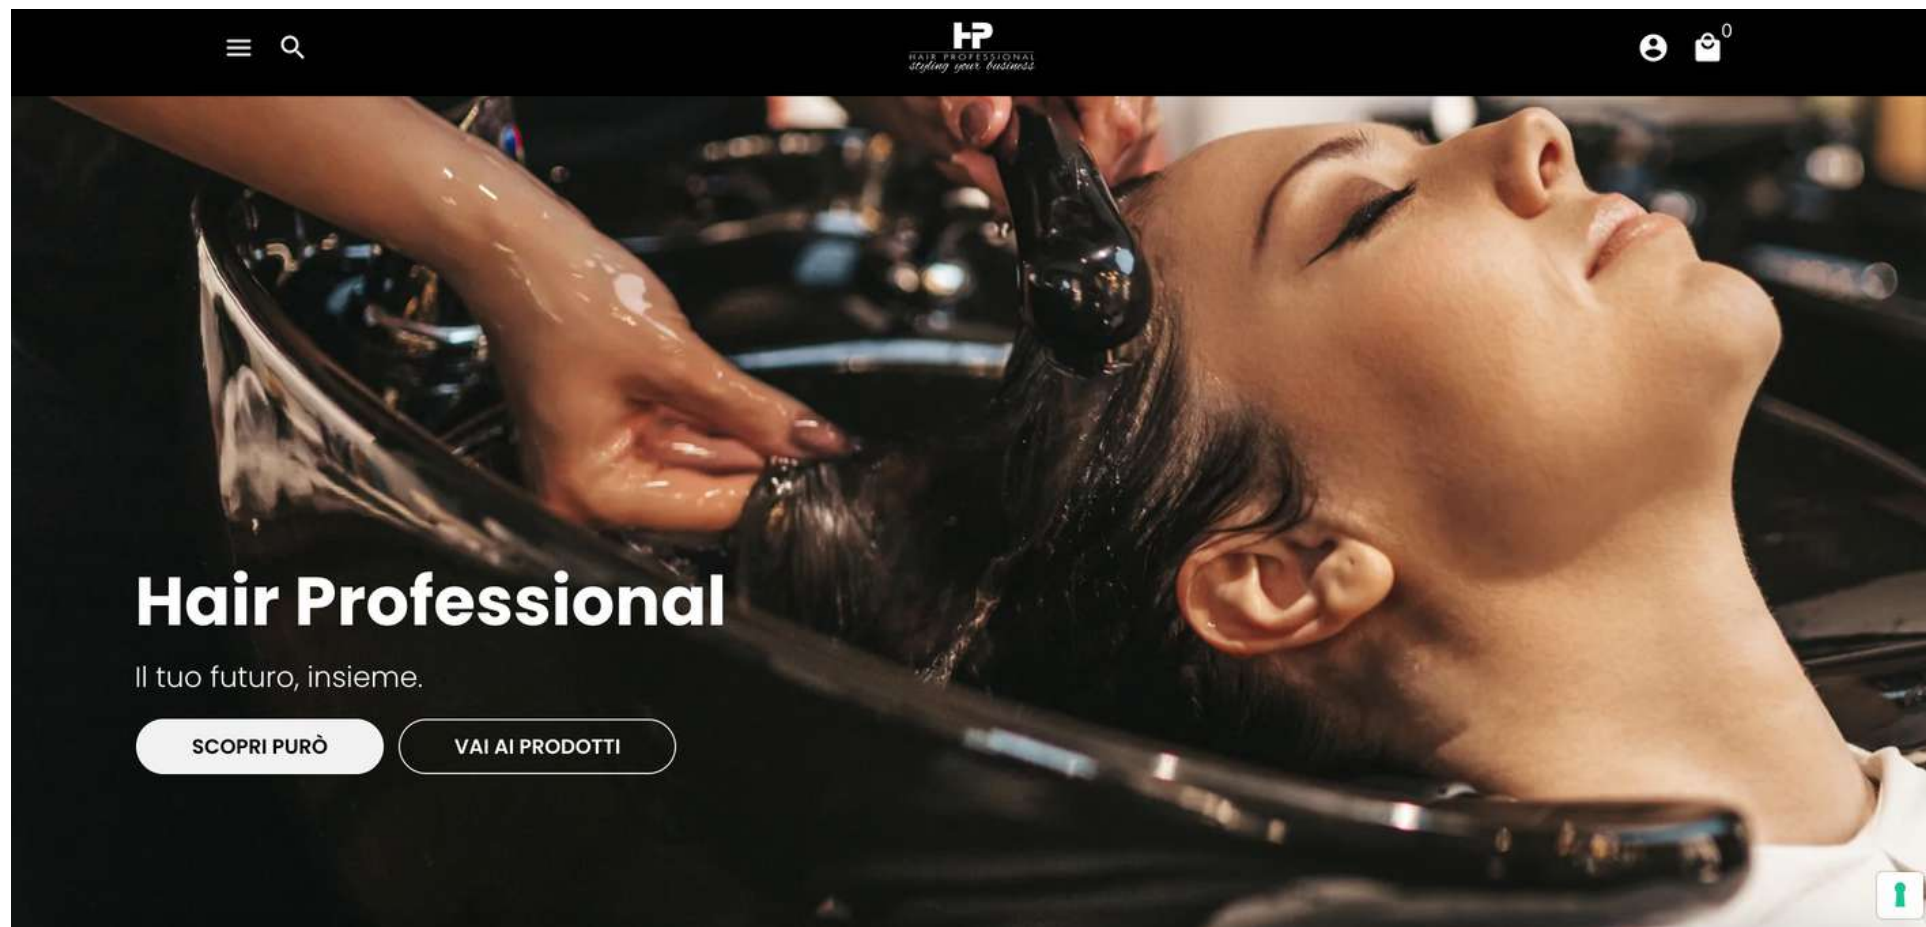 HP
0
HAIR PROFESSIONAL
styling your business
Hair Professional
Il tuo futuro, insieme.
SCOPRI PURÒ
VAI AI PRODOTTI